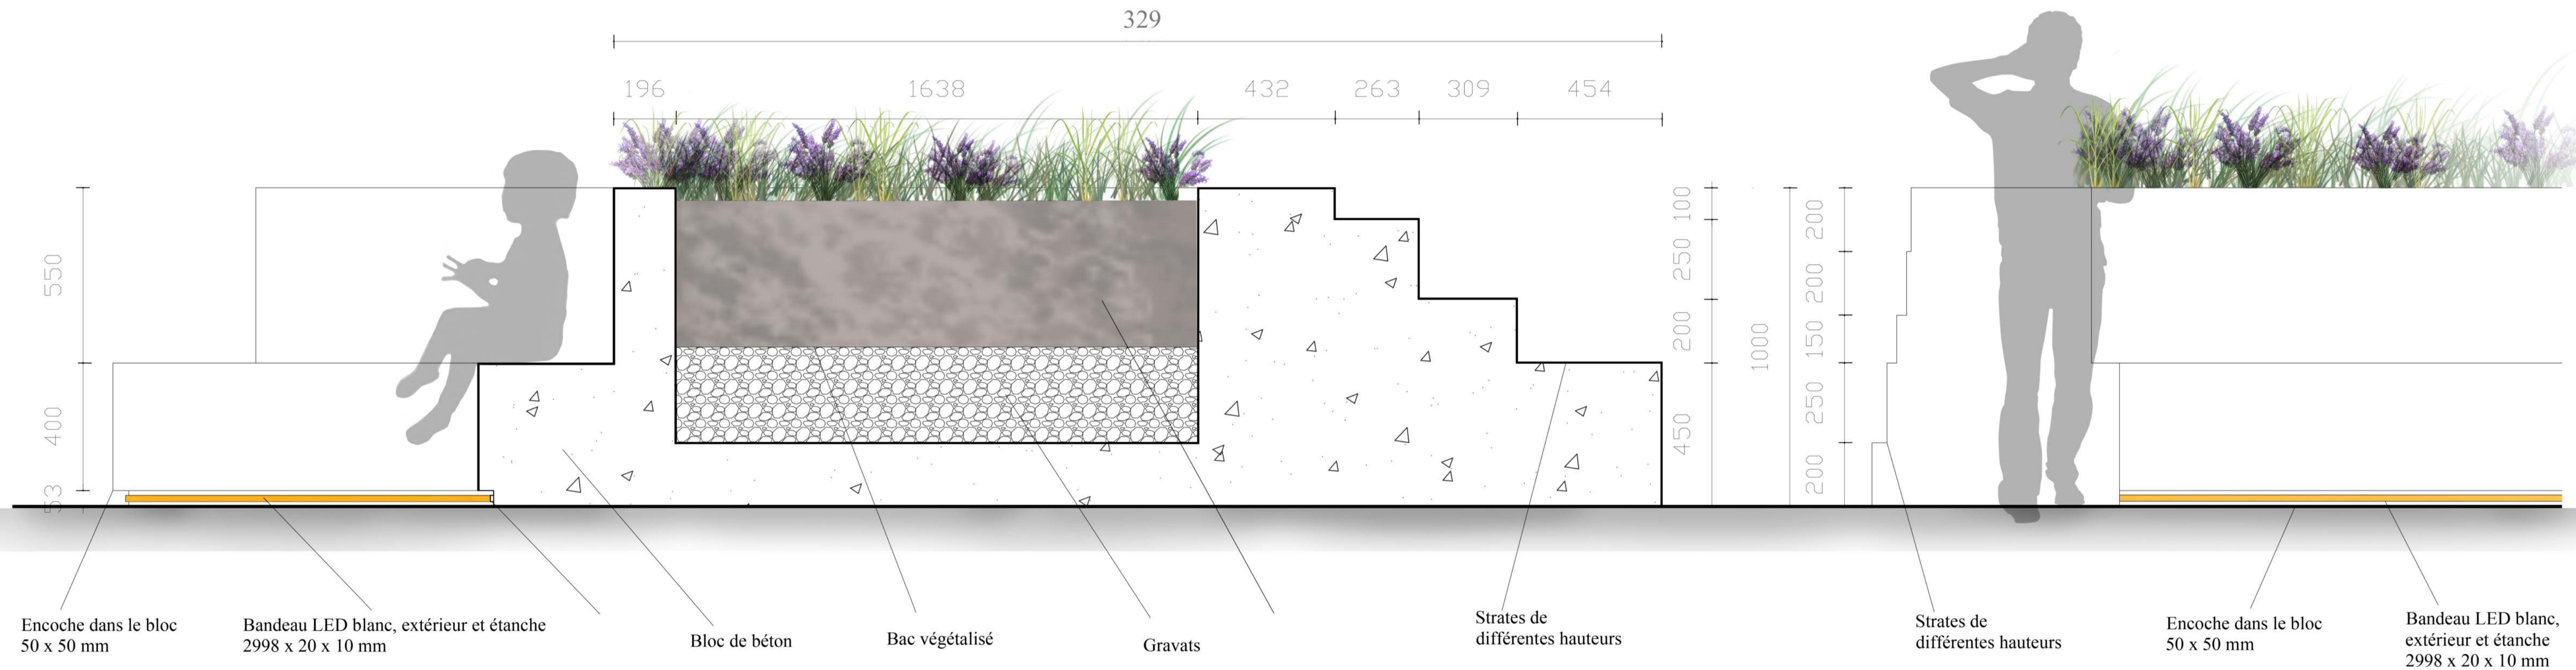 329
196
1638
432
263
309
454
550
400
53
100
250
200
450
1000
200
200
150
250
200
Encoche dans le bloc
50 x 50 mm
Bandeau LED blanc, extérieur et étanche
2998 x 20 x 10 mm
Bloc de béton
Bac végétalisé
Gravats
Strates de
différentes hauteurs
Strates de
différentes hauteurs
Encoche dans le bloc
50 x 50 mm
Bandeau LED blanc,
extérieur et étanche
2998 x 20 x 10 mm